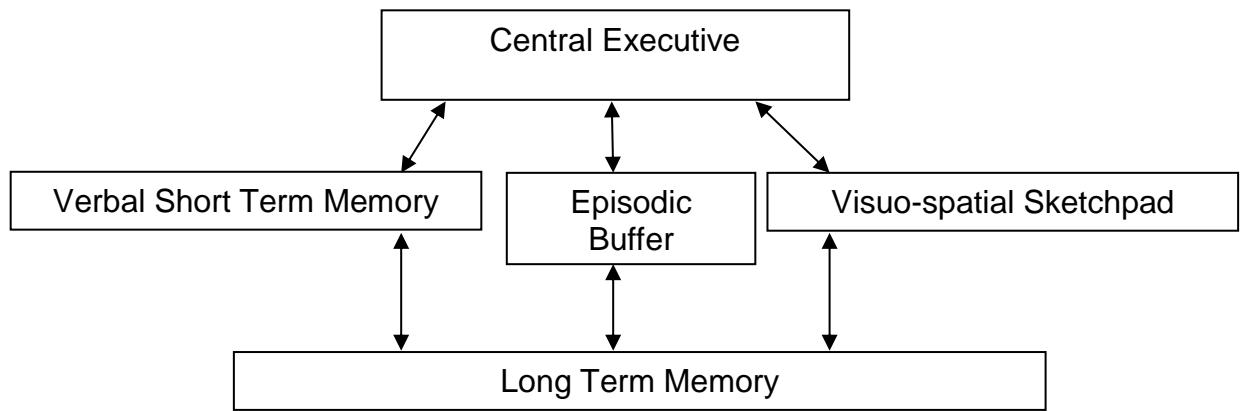 Central Executive
Verbal Short Term Memory
Episodic
Buffer
Visuo-spatial Sketchpad
Long Term Memory